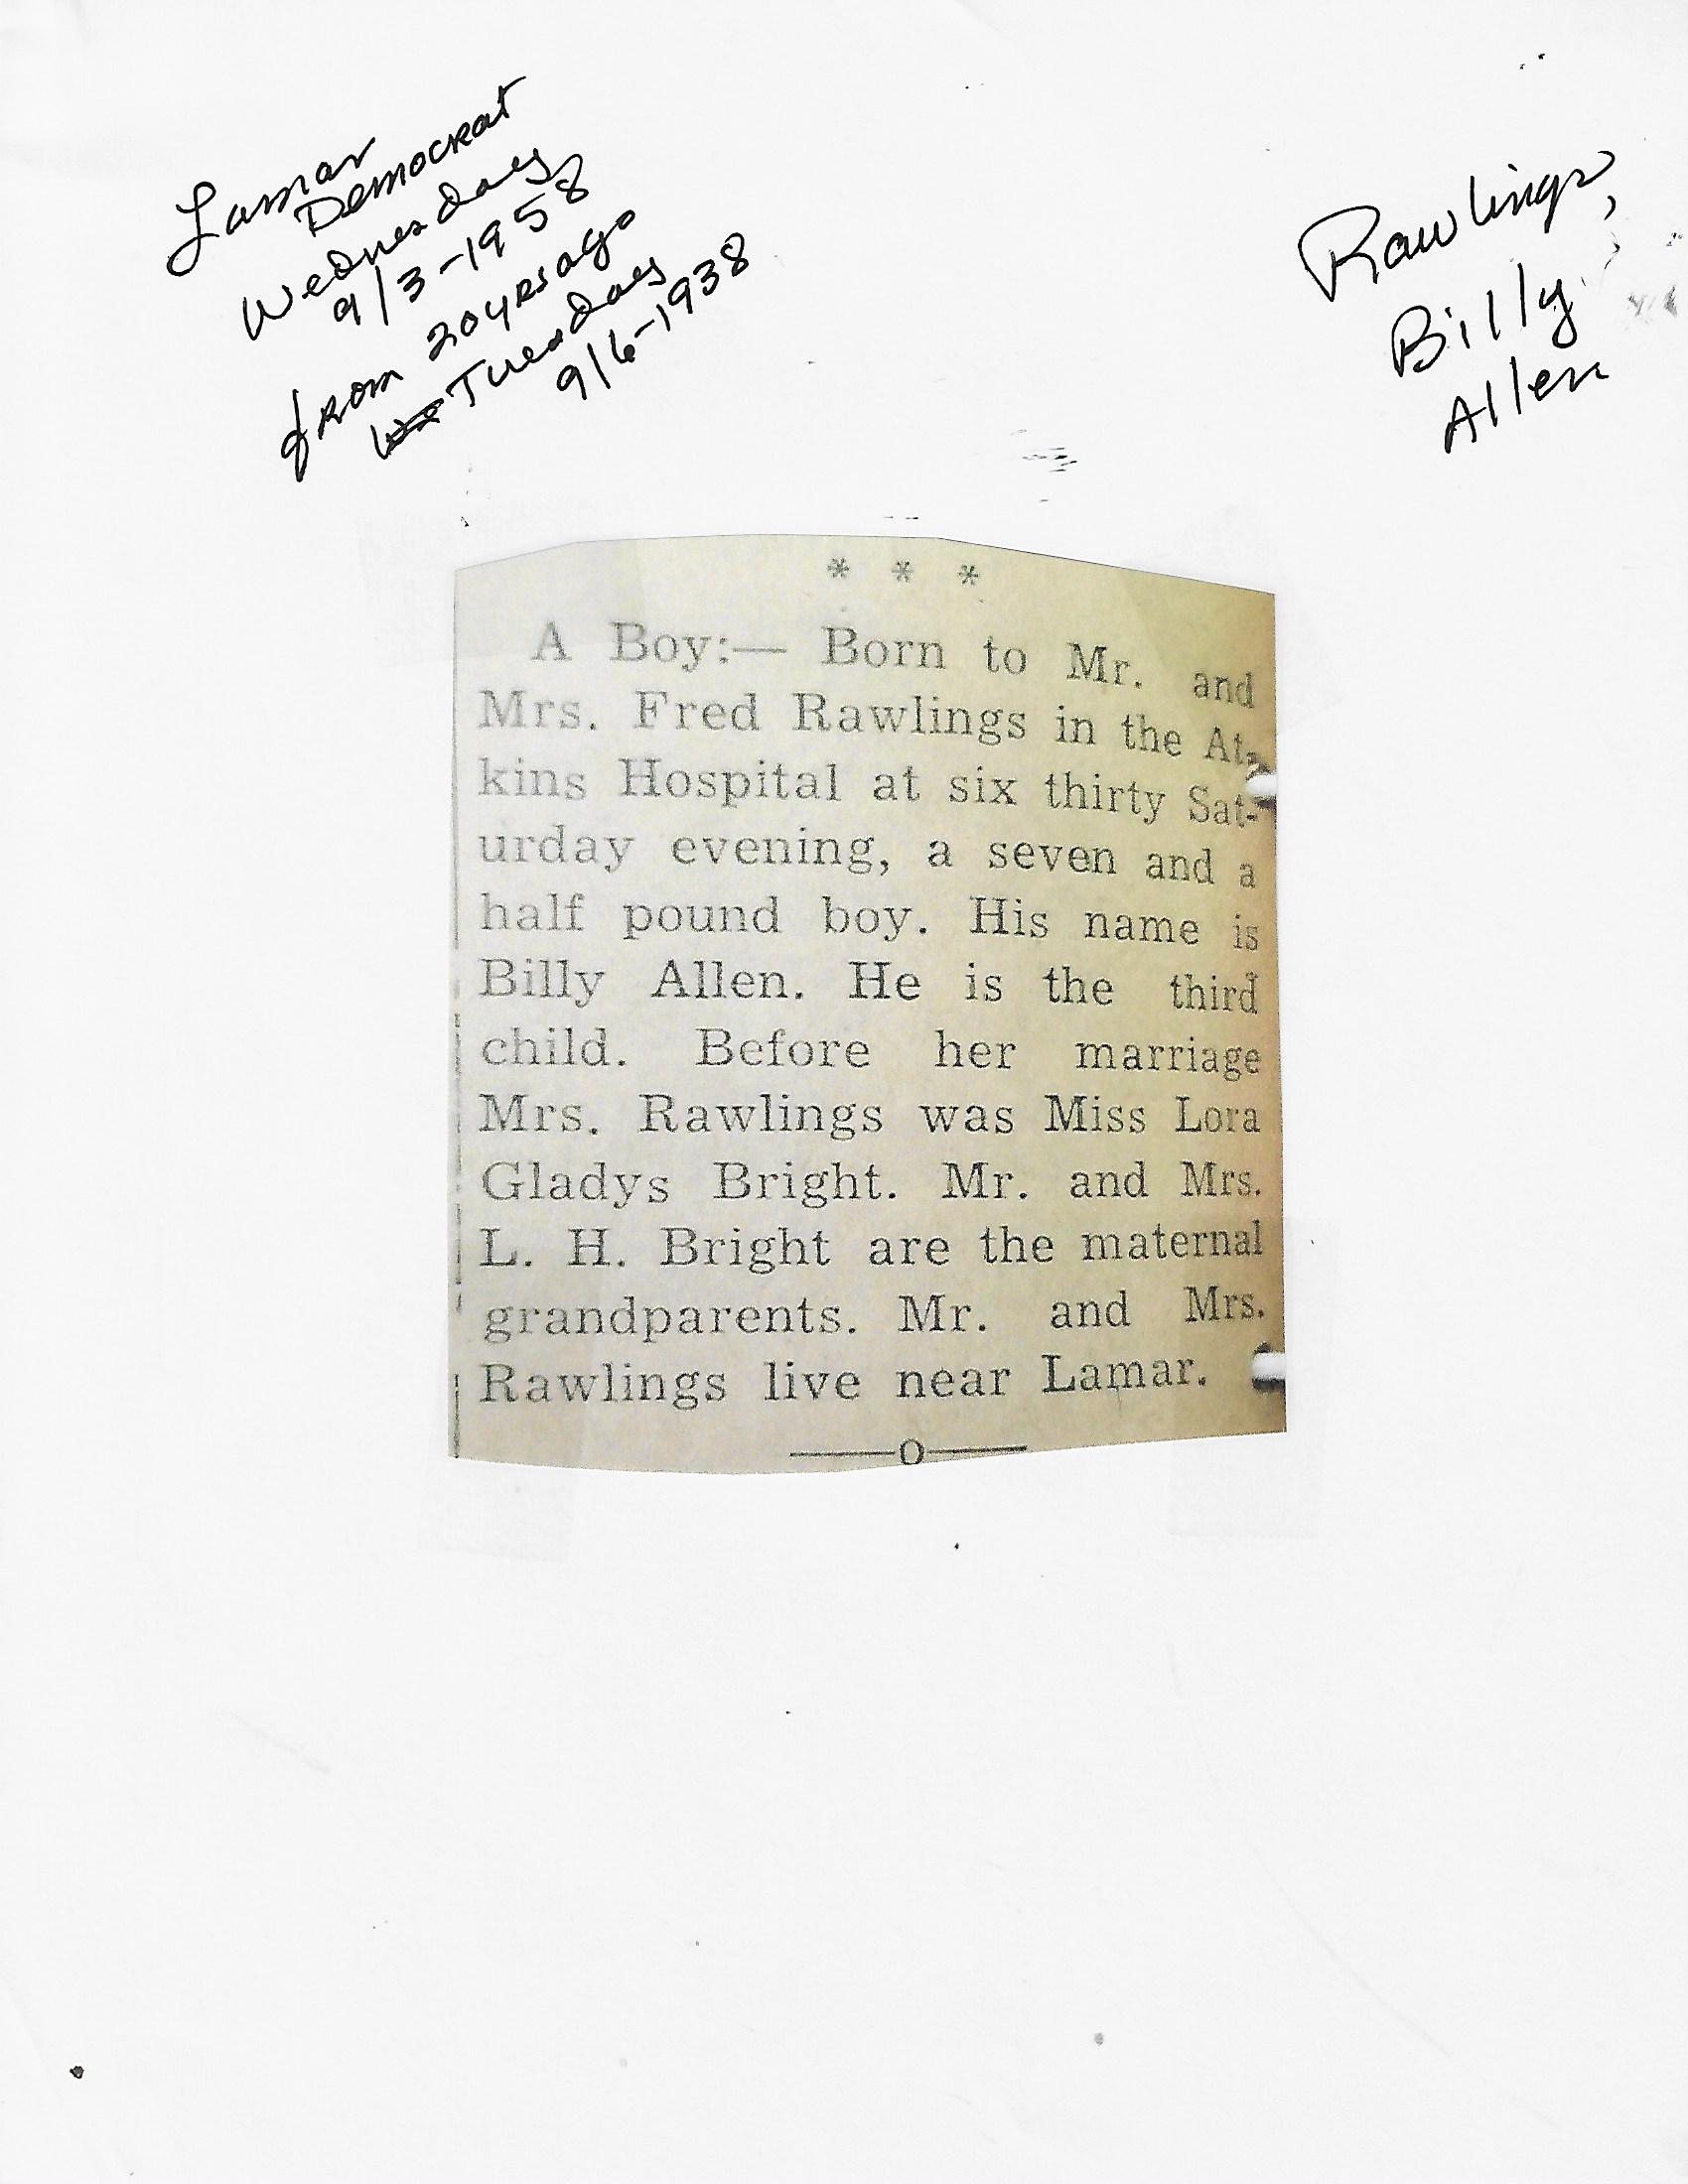 Lamar
Democrat
Wednesday
9/3-1958
from 20 yrs ago
Tuesday
9/6-1938
Rawlings,
Billy
Allen
* * *
A Boy:— Born to Mr. and
Mrs. Fred Rawlings in the At-
kins Hospital at six thirty Sat-
urday evening, a seven and a
half pound boy. His name is
Billy Allen. He is the third
child. Before her marriage
Mrs. Rawlings was Miss Lora
Gladys Bright. Mr. and Mrs.
L. H. Bright are the maternal
grandparents. Mr. and Mrs.
Rawlings live near Lamar.
——o——